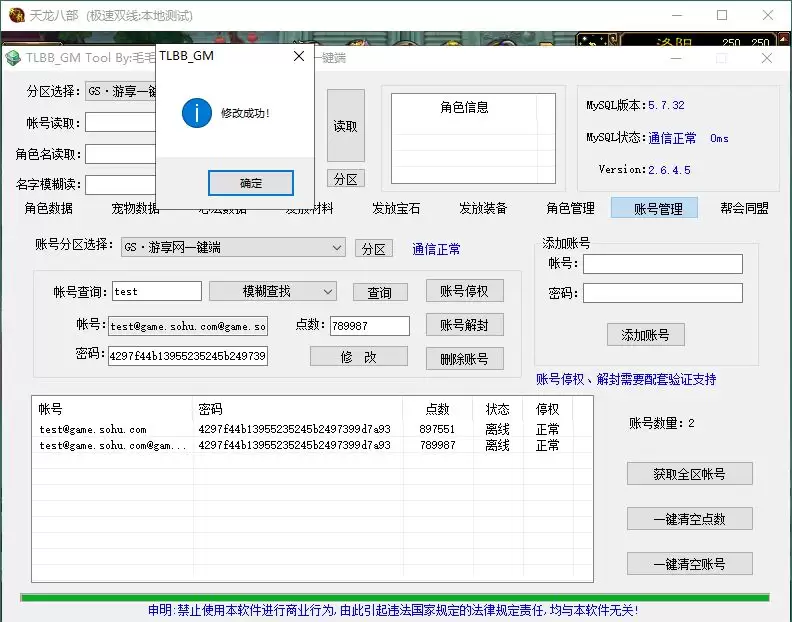 天龙八部 (极速双线:本地测试)
洛阳 250 250
TLBB_GM Tool By:毛毛
一键端
TLBB_GM
修改成功!
确定
分区选择: GS·游享一键
帐号读取:
角色名读取:
名字模糊读:
读取
分区
角色信息
MySQL版本:5.7.32
MySQL状态:通信正常 0ms
Version:2.6.4.5
角色数据 宠物数据 心法数据 发放材料 发放宝石 发放装备 角色管理 账号管理 帮会同盟
账号分区选择: GS·游享网一键端 分区 通信正常
帐号查询: test 模糊查找 查询 账号停权
帐号: test@game.sohu.com@game.so 点数: 789987 账号解封
密码: 4297f44b13955235245b249739 修 改 删除账号
添加账号
帐号:
密码:
添加账号
账号停权、解封需要配套验证支持
帐号 密码 点数 状态 停权
test@game.sohu.com 4297f44b13955235245b2497399d7a93 897551 离线 正常
test@game.sohu.com@gam... 4297f44b13955235245b2497399d7a93 789987 离线 正常
账号数量: 2
获取全区帐号
一键清空点数
一键清空账号
申明:禁止使用本软件进行商业行为,由此引起违法国家规定的法律规定责任,均与本软件无关!